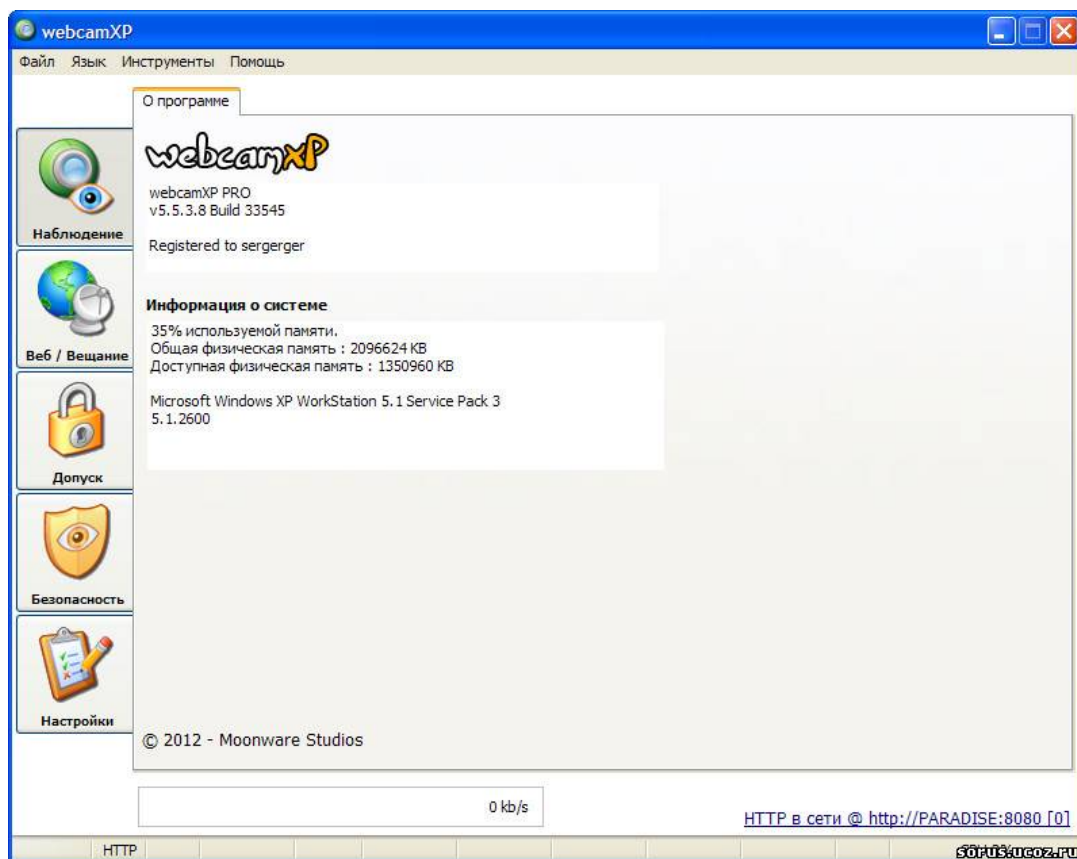 webcamXP
Файл Язык Инструменты Помощь
О программе
webcamXP
webcamXP PRO
v5.5.3.8 Build 33545
Registered to sergerger
Информация о системе
35% используемой памяти.
Общая физическая память : 2096624 KB
Доступная физическая память : 1350960 KB
Microsoft Windows XP WorkStation 5.1 Service Pack 3
5.1.2600
Наблюдение
Веб / Вещание
Допуск
Безопасность
Настройки
© 2012 - Moonware Studios
0 kb/s
HTTP в сети @ http://PARADISE:8080 [0]
HTTP
sorus.ucoz.ru